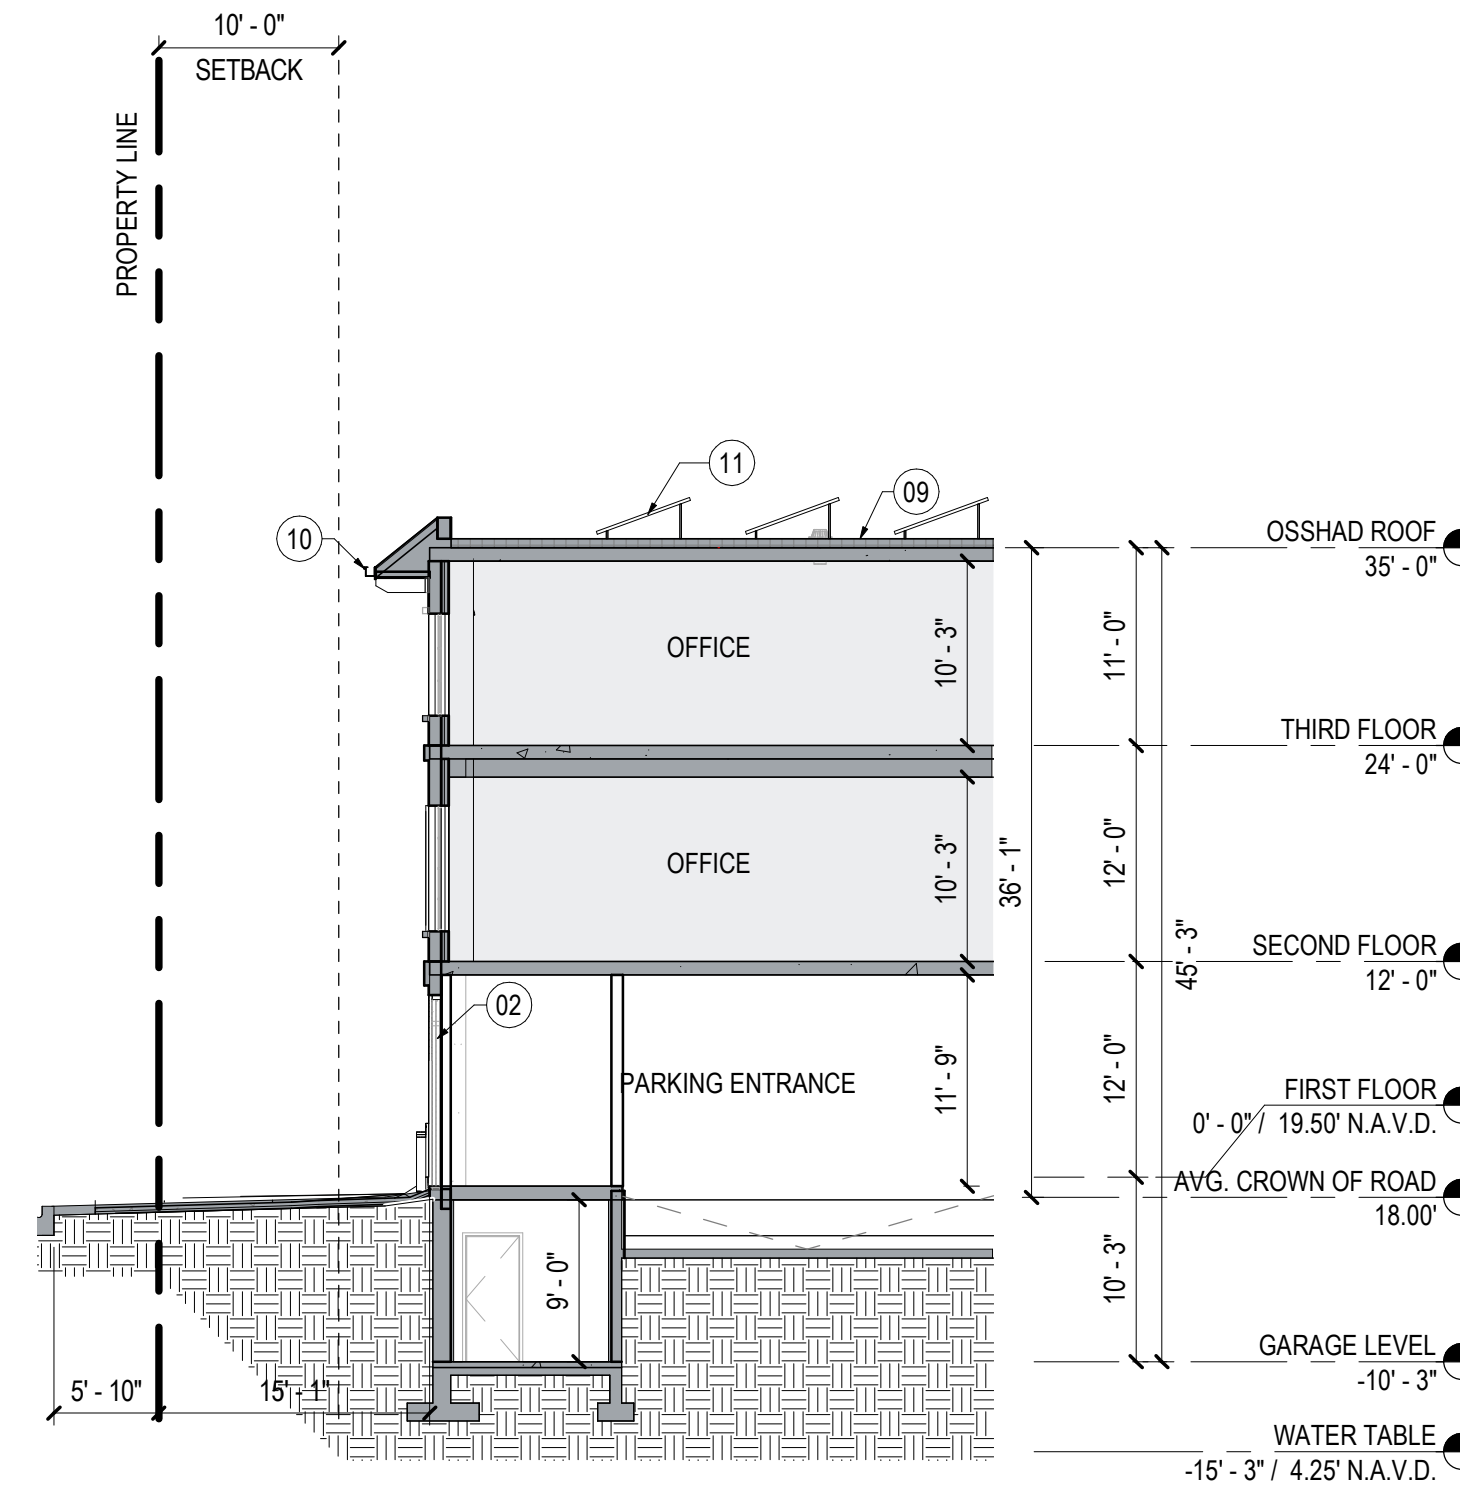 10' - 0"
SETBACK
PROPERTY LINE
11
09
10
OSSHAD ROOF
35' - 0"
OFFICE
10' - 3"
11' - 0"
THIRD FLOOR
24' - 0"
OFFICE
10' - 3"
36' - 1"
12' - 0"
45' - 3"
SECOND FLOOR
12' - 0"
02
PARKING ENTRANCE
11' - 9"
12' - 0"
FIRST FLOOR
0' - 0" / 19.50' N.A.V.D.
AVG. CROWN OF ROAD
18.00'
9' - 0"
10' - 3"
GARAGE LEVEL
-10' - 3"
5' - 10"
15' - 1"
WATER TABLE
-15' - 3" / 4.25' N.A.V.D.